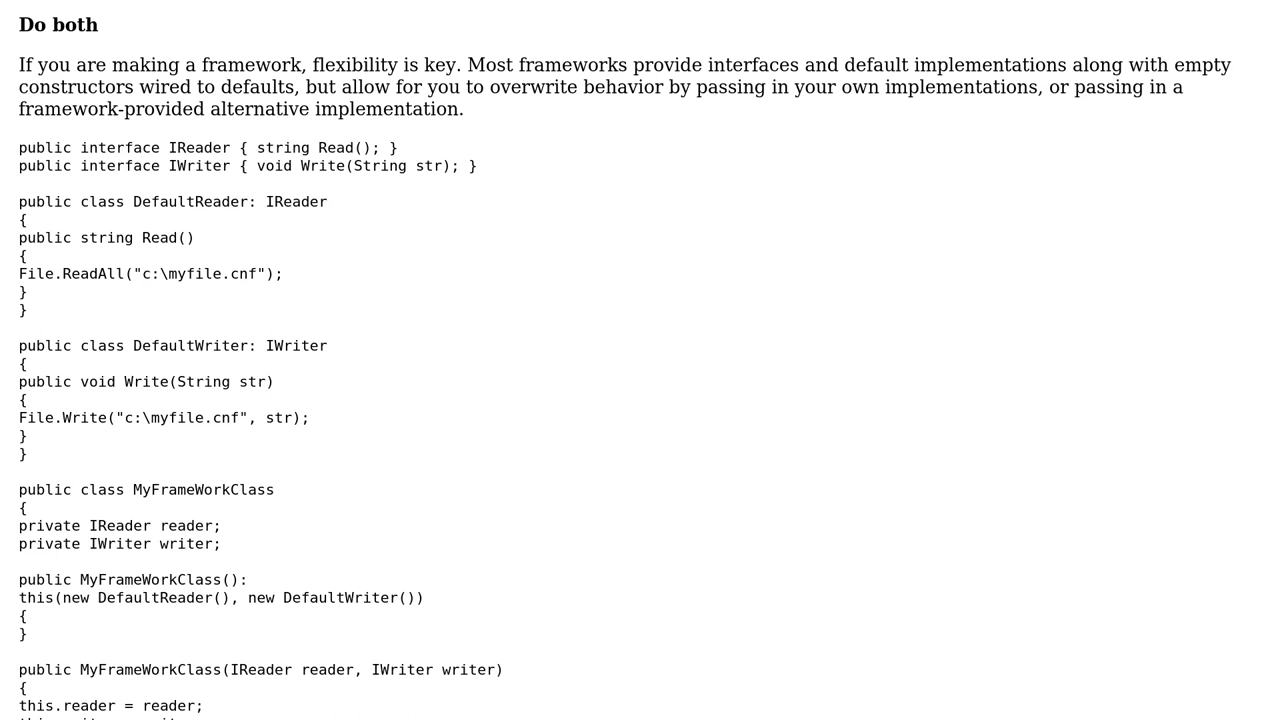 Do both
If you are making a framework, flexibility is key. Most frameworks provide interfaces and default implementations along with empty
constructors wired to defaults, but allow for you to overwrite behavior by passing in your own implementations, or passing in a
framework-provided alternative implementation.
public interface IReader { string Read(); }
public interface IWriter { void Write(String str); }
public class DefaultReader: IReader
{
public string Read()
{
File.ReadAll("c:\myfile.cnf");
}
}
public class DefaultWriter: IWriter
{
public void Write(String str)
{
File.Write("c:\myfile.cnf", str);
}
}
public class MyFrameWorkClass
{
private IReader reader;
private IWriter writer;
public MyFrameWorkClass():
this(new DefaultReader(), new DefaultWriter())
{
}
public MyFrameWorkClass(IReader reader, IWriter writer)
{
this.reader = reader;